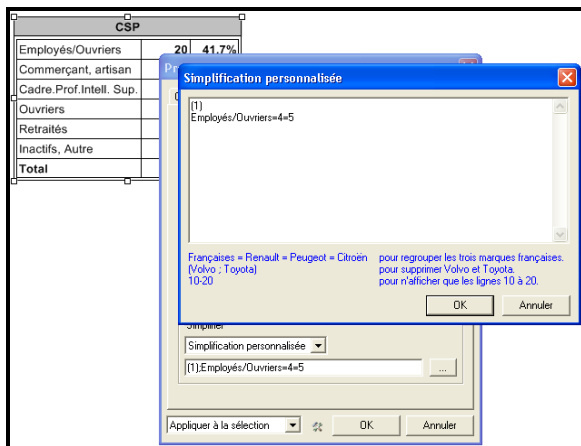 CSP
Employés/Ouvriers 20 41.7%
Commerçant, artisan
Cadre.Prof.Intell. Sup.
Ouvriers
Retraités
Inactifs, Autre
Total
Simplification personnalisée
(1)
Employés/Ouvriers=4=5
Françaises = Renault = Peugeot = Citroën pour regrouper les trois marques françaises.
(Volvo ; Toyota) pour supprimer Volvo et Toyota.
10-20 pour n'afficher que les lignes 10 à 20.
OK Annuler
Simplifier
Simplification personnalisée
(1);Employés/Ouvriers=4=5 ...
Appliquer à la sélection OK Annuler